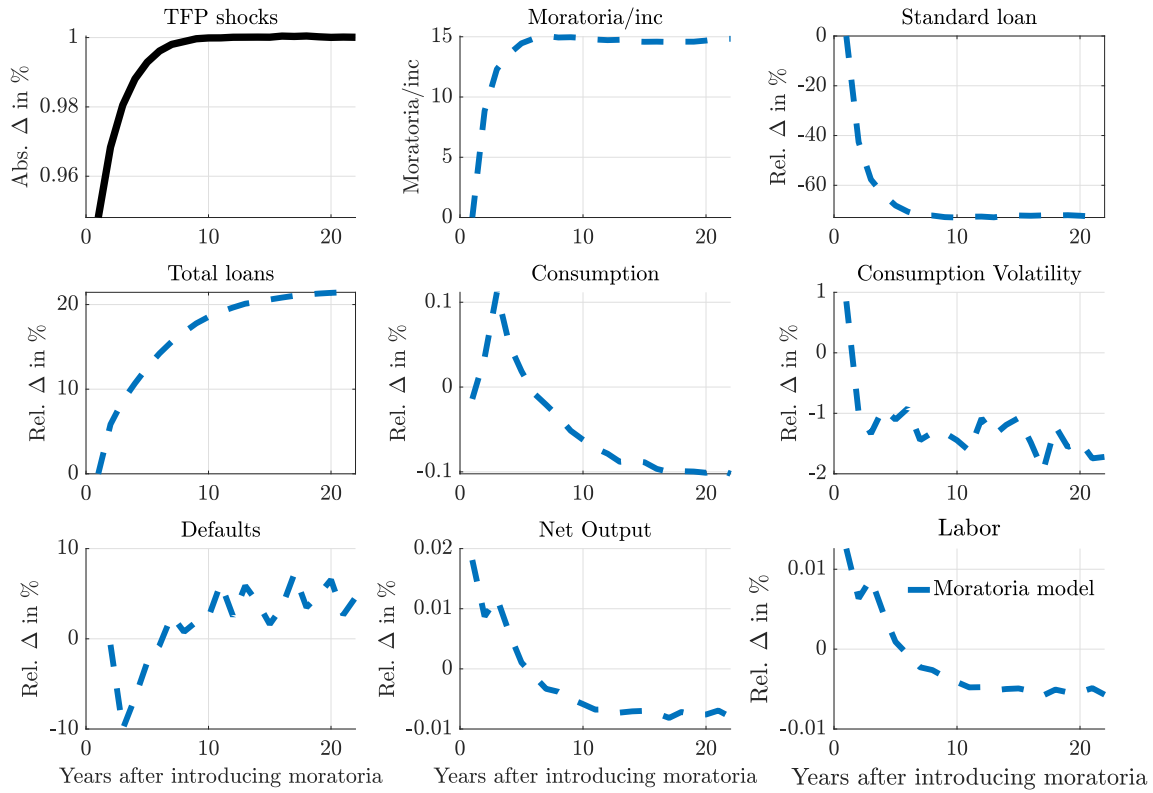 TFP shocks
Abs. Δ in %
1
0.98
0.96
0
10
20
Moratoria/inc
Moratoria/inc
15
10
5
0
0
10
20
Standard loan
Rel. Δ in %
0
-20
-40
-60
0
10
20
Total loans
Rel. Δ in %
20
10
0
0
10
20
Consumption
Rel. Δ in %
0.1
0
-0.1
0
10
20
Consumption Volatility
Rel. Δ in %
1
0
-1
-2
0
10
20
Defaults
Rel. Δ in %
10
0
-10
0
10
20
Years after introducing moratoria
Net Output
Rel. Δ in %
0.02
0.01
0
-0.01
0
10
20
Years after introducing moratoria
Labor
Rel. Δ in %
0.01
0
-0.01
Moratoria model
0
10
20
Years after introducing moratoria